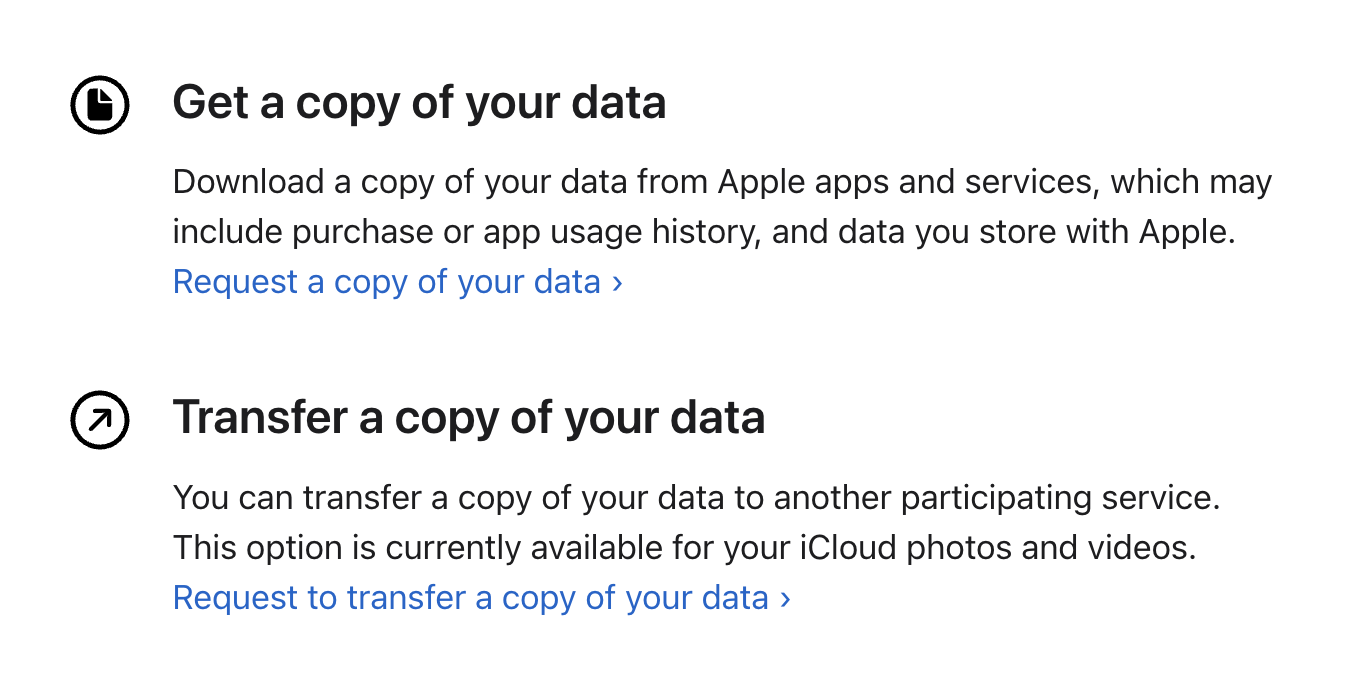 Get a copy of your data
Download a copy of your data from Apple apps and services, which may
include purchase or app usage history, and data you store with Apple.
Request a copy of your data ›
Transfer a copy of your data
You can transfer a copy of your data to another participating service.
This option is currently available for your iCloud photos and videos.
Request to transfer a copy of your data ›